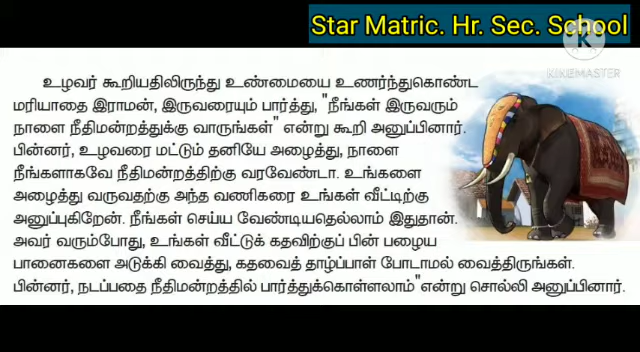 Star Matric. Hr. Sec. School
KINEMASTER
உழவர் கூறியதிலிருந்து உண்மையை உணர்ந்துகொண்ட
மரியாதை இராமன், இருவரையும் பார்த்து, "நீங்கள் இருவரும்
நாளை நீதிமன்றத்துக்கு வாருங்கள்" என்று கூறி அனுப்பினார்.
பின்னர், உழவரை மட்டும் தனியே அழைத்து, நாளை
நீங்களாகவே நீதிமன்றத்திற்கு வரவேண்டா. உங்களை
அழைத்து வருவதற்கு அந்த வணிகரை உங்கள் வீட்டிற்கு
அனுப்புகிறேன். நீங்கள் செய்ய வேண்டியதெல்லாம் இதுதான்.
அவர் வரும்போது, உங்கள் வீட்டுக் கதவிற்குப் பின் பழைய
பானைகளை அடுக்கி வைத்து, கதவைத் தாழ்ப்பாள் போடாமல் வைத்திருங்கள்.
பின்னர், நடப்பதை நீதிமன்றத்தில் பார்த்துக்கொள்ளலாம்"என்று சொல்லி அனுப்பினார்.